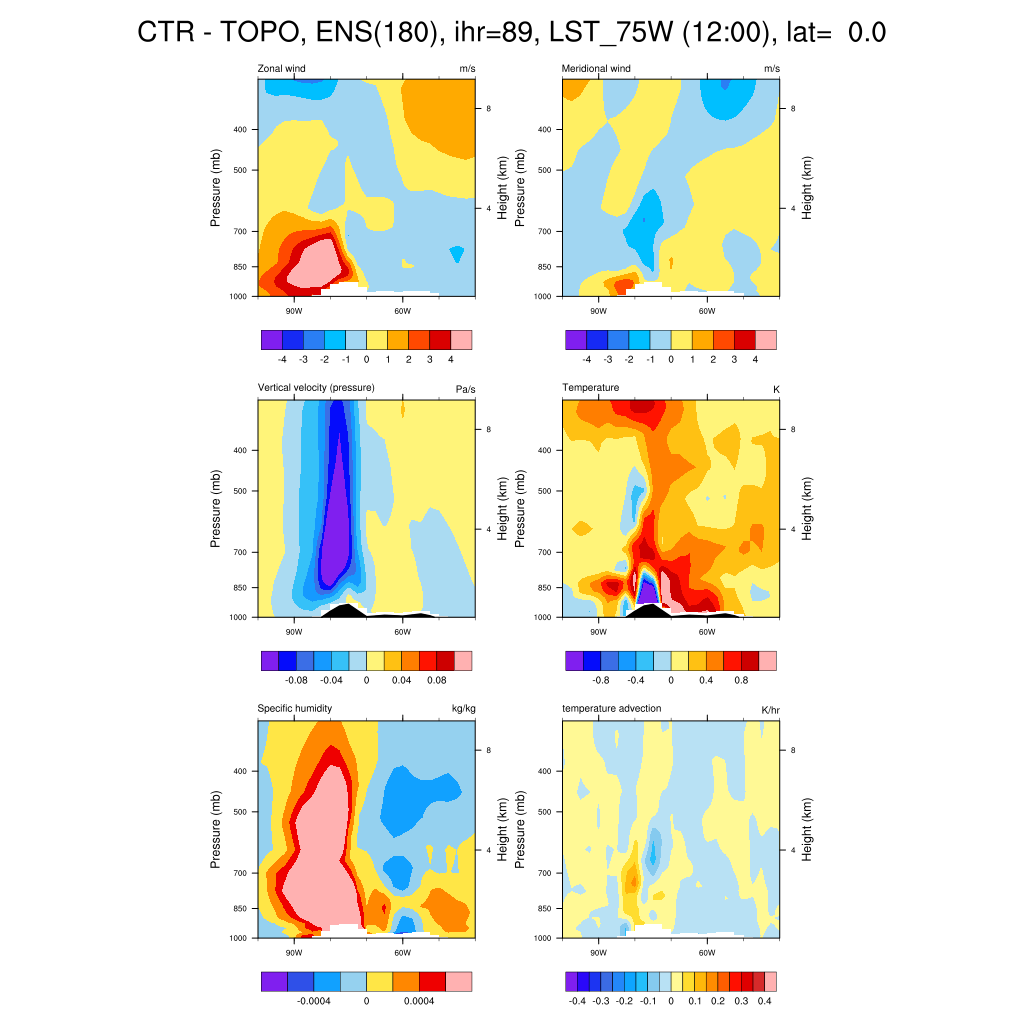 CTR - TOPO, ENS(180), ihr=89, LST_75W (12:00), lat=  0.0
Zonal wind m/s
Pressure (mb)
400
500
700
850
1000
8
4
Height (km)
90W 60W
-4 -3 -2 -1 0 1 2 3 4
Meridional wind m/s
Pressure (mb)
400
500
700
850
1000
8
4
Height (km)
90W 60W
-4 -3 -2 -1 0 1 2 3 4
Vertical velocity (pressure) Pa/s
Pressure (mb)
400
500
700
850
1000
8
4
Height (km)
90W 60W
-0.08 -0.04 0 0.04 0.08
Temperature K
Pressure (mb)
400
500
700
850
1000
8
4
Height (km)
90W 60W
-0.8 -0.4 0 0.4 0.8
Specific humidity kg/kg
Pressure (mb)
400
500
700
850
1000
8
4
Height (km)
90W 60W
-0.0004 0 0.0004
temperature advection K/hr
Pressure (mb)
400
500
700
850
1000
8
4
Height (km)
90W 60W
-0.4 -0.3 -0.2 -0.1 0 0.1 0.2 0.3 0.4